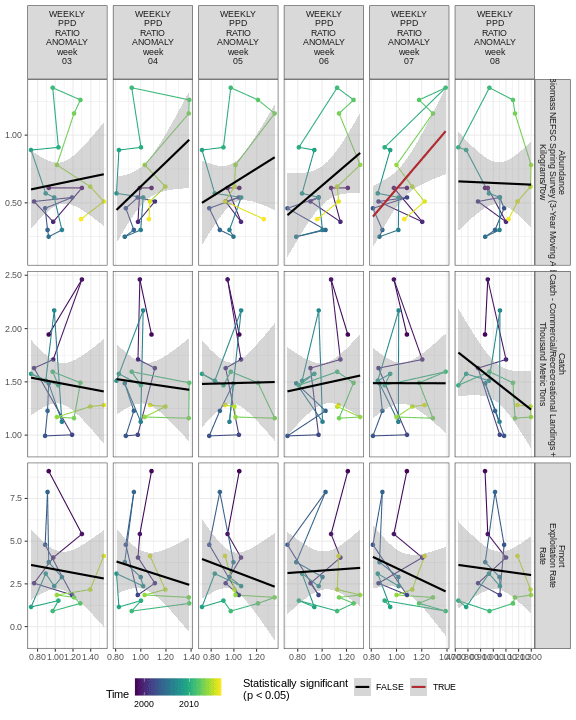 WEEKLY PPD RATIO ANOMALY week 03
WEEKLY PPD RATIO ANOMALY week 04
WEEKLY PPD RATIO ANOMALY week 05
WEEKLY PPD RATIO ANOMALY week 06
WEEKLY PPD RATIO ANOMALY week 07
WEEKLY PPD RATIO ANOMALY week 08
1.00
0.50
Abundance
Biomass NEFSC Spring Survey (3-Year Moving
Kilograms/Tow
2.50
2.00
1.50
1.00
Catch
Catch - Commercial/Recreational Landings +
Thousand Metric Tons
7.5
5.0
2.5
0.0
Fmort
Exploitation Rate
Rate
0.80 1.00 1.20 1.40
0.80 1.00 1.20 1.40
0.80 1.00 1.20
0.80 1.00 1.20
0.80 1.00 1.20
Time
2000 2010
Statistically significant
(p < 0.05)
FALSE
TRUE